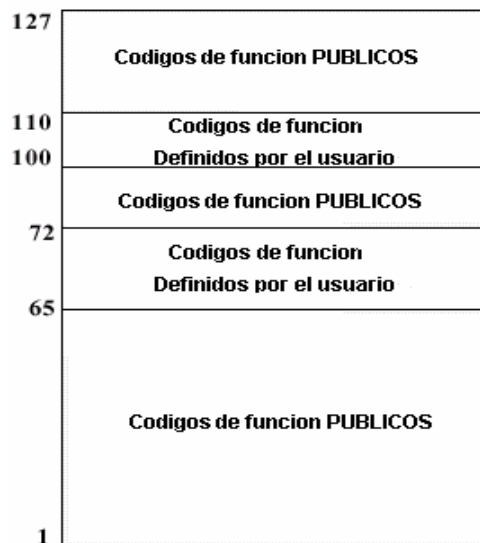 127
Codigos de funcion PUBLICOS
110
Codigos de funcion
100
Definidos por el usuario
Codigos de funcion PUBLICOS
72
Codigos de funcion
Definidos por el usuario
65
Codigos de funcion PUBLICOS
1